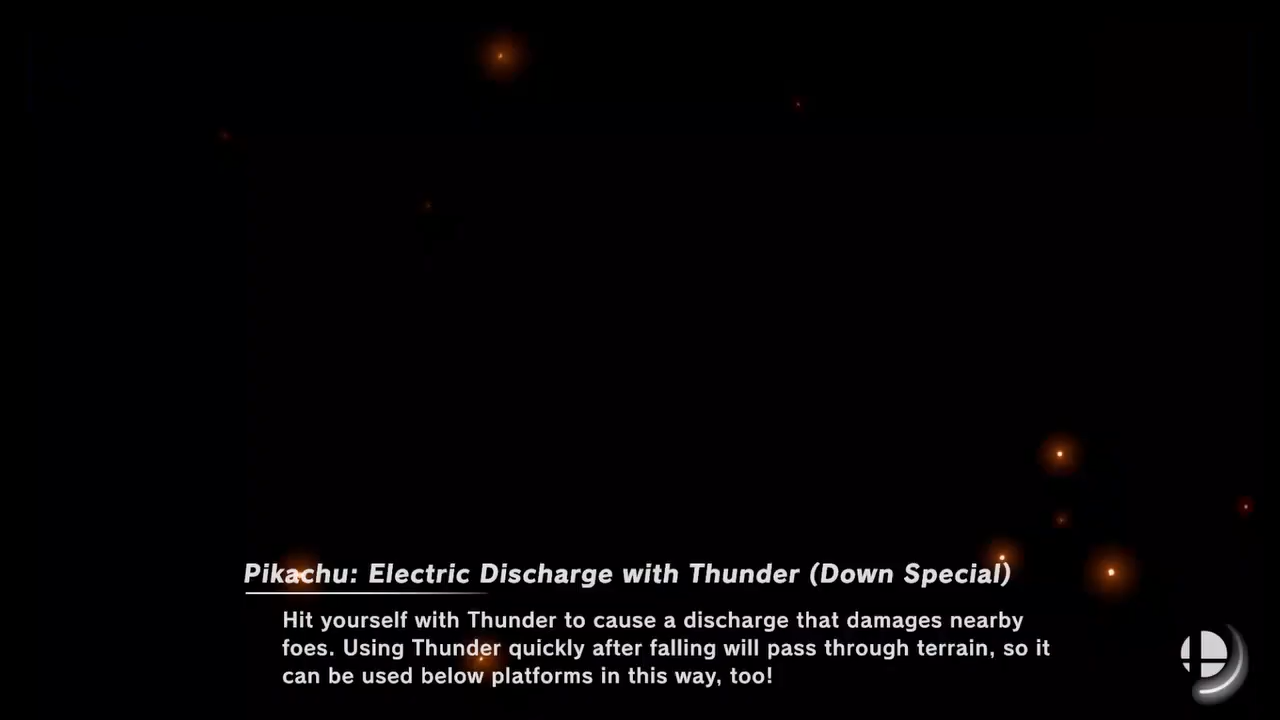 Pikachu: Electric Discharge with Thunder (Down Special)
Hit yourself with Thunder to cause a discharge that damages nearby
foes. Using Thunder quickly after falling will pass through terrain, so it
can be used below platforms in this way, too!